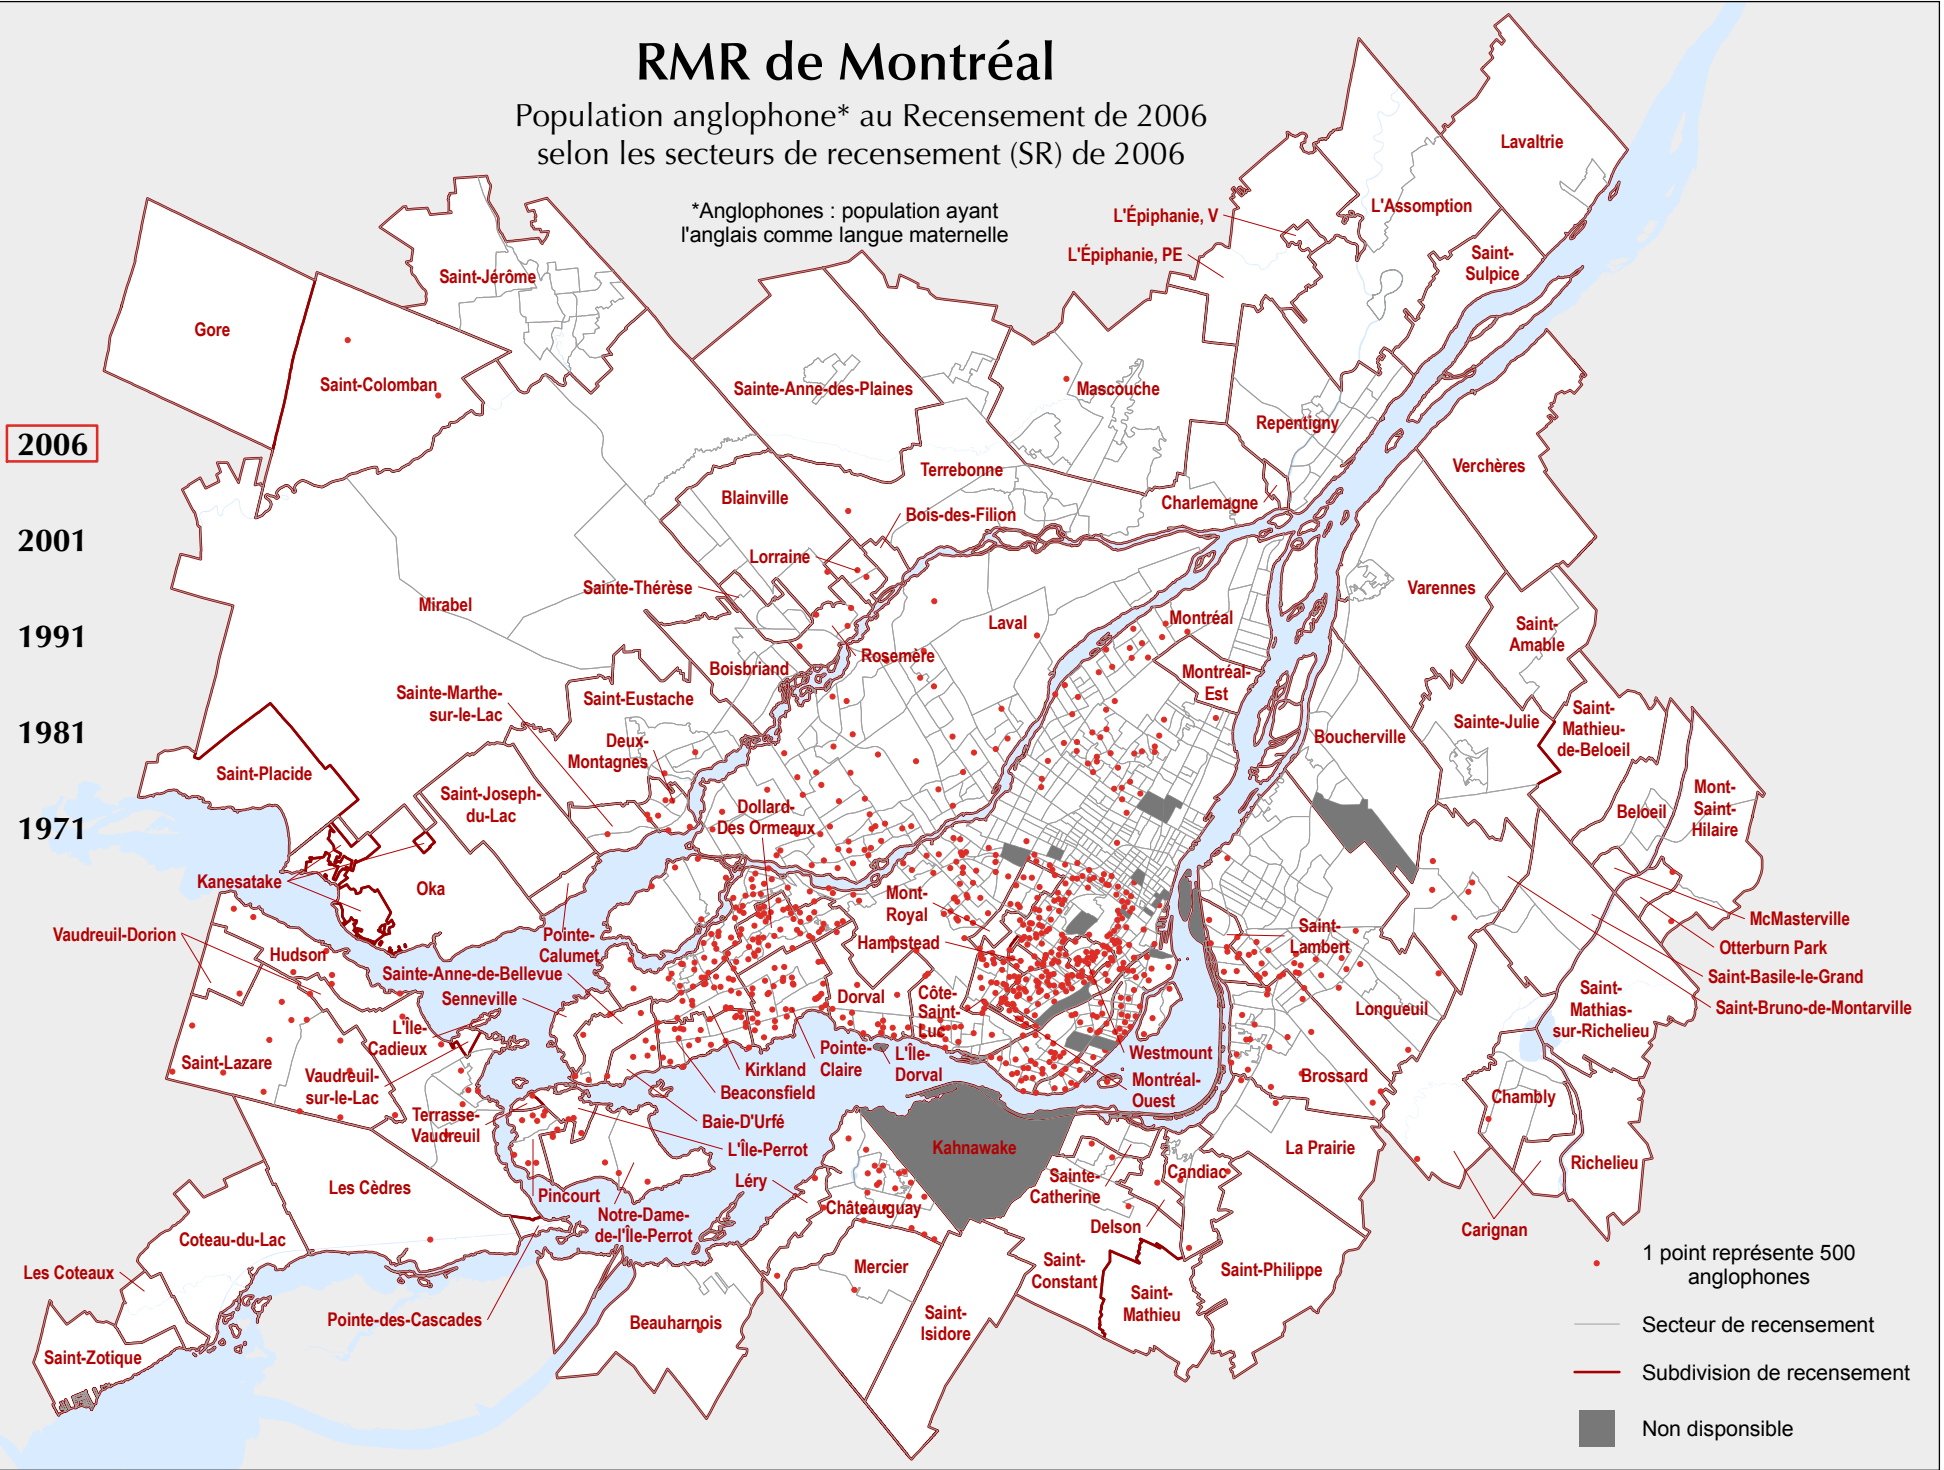 RMR de Montréal
Population anglophone* au Recensement de 2006
selon les secteurs de recensement (SR) de 2006
*Anglophones : population ayant
l'anglais comme langue maternelle
2006
2001
1991
1981
1971
Lavaltrie
L'Assomption
L'Épiphanie, V
L'Épiphanie, PE
Saint-
Sulpice
Saint-Jérôme
Gore
Saint-Colomban
Sainte-Anne-des-Plaines
Mascouche
Repentigny
Verchères
Terrebonne
Blainville
Charlemagne
Bois-des-Filion
Lorraine
Sainte-Thérèse
Mirabel
Varennes
Laval
Montréal
Saint-
Amable
Rosemère
Boisbriand
Montréal-
Est
Saint-Eustache
Sainte-Marthe-
sur-le-Lac
Sainte-Julie
Saint-
Mathieu-
de-Beloeil
Boucherville
Deux-
Montagnes
Saint-Placide
Saint-Joseph-
du-Lac
Dollard-
Des Ormeaux
Beloeil
Mont-
Saint-
Hilaire
Kanesatake
Oka
Mont-
Royal
McMasterville
Vaudreuil-Dorion
Pointe-
Calumet
Hampstead
Saint-
Lambert
Otterburn Park
Hudson
Sainte-Anne-de-Bellevue
Saint-Basile-le-Grand
Senneville
Dorval
Côte-
Saint-
Luc
Longueuil
Saint-
Mathias-
sur-Richelieu
Saint-Bruno-de-Montarville
L'Île-
Cadieux
Saint-Lazare
Vaudreuil-
sur-le-Lac
Kirkland
Pointe-
Claire
L'Île-
Dorval
Westmount
Beaconsfield
Montréal-
Ouest
Brossard
Chambly
Terrasse-
Vaudreuil
Baie-D'Urfé
L'Île-Perrot
Kahnawake
La Prairie
Richelieu
Les Cèdres
Pincourt
Léry
Sainte-
Catherine
Candiac
Notre-Dame-
de-l'Île-Perrot
Châteauguay
Delson
Carignan
Coteau-du-Lac
Les Coteaux
Mercier
Saint-
Constant
Saint-Philippe
Saint-
Mathieu
Pointe-des-Cascades
Beauharnois
Saint-
Isidore
Saint-Zotique
1 point représente 500
anglophones
Secteur de recensement
Subdivision de recensement
Non disponible